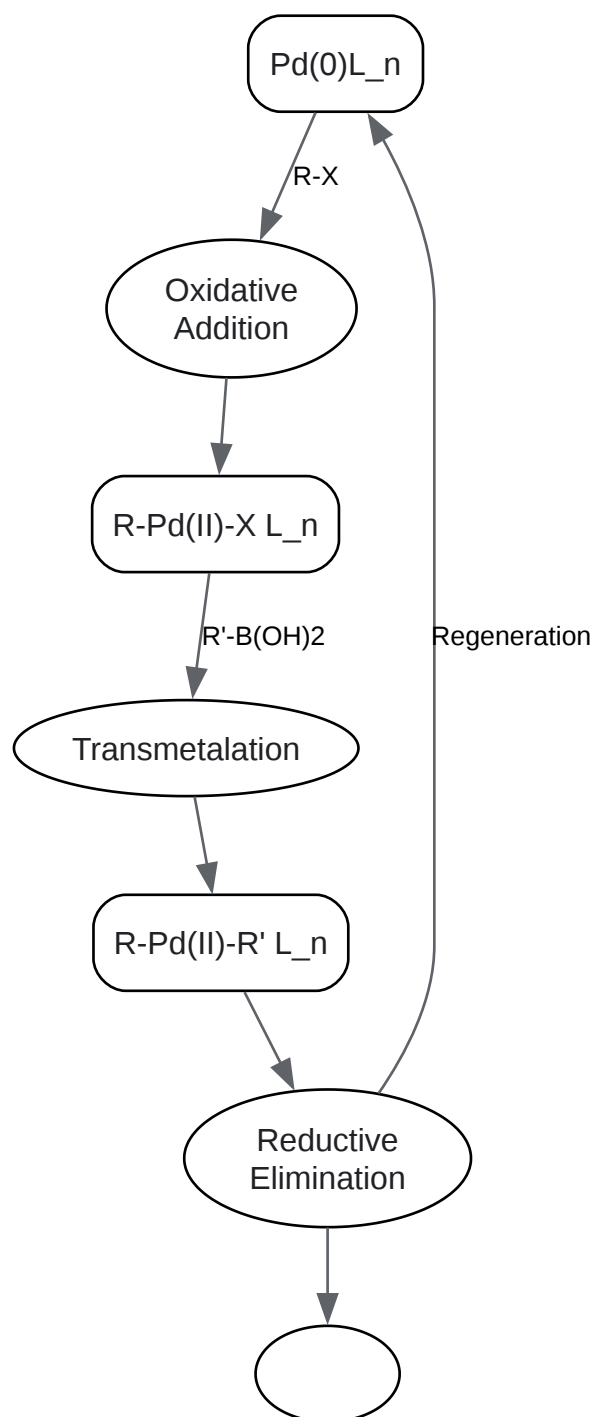 Pd(0)L_n
R-X
Oxidative
Addition
R-Pd(II)-X L_n
R'-B(OH)2
Regeneration
Transmetalation
R-Pd(II)-R' L_n
Reductive
Elimination